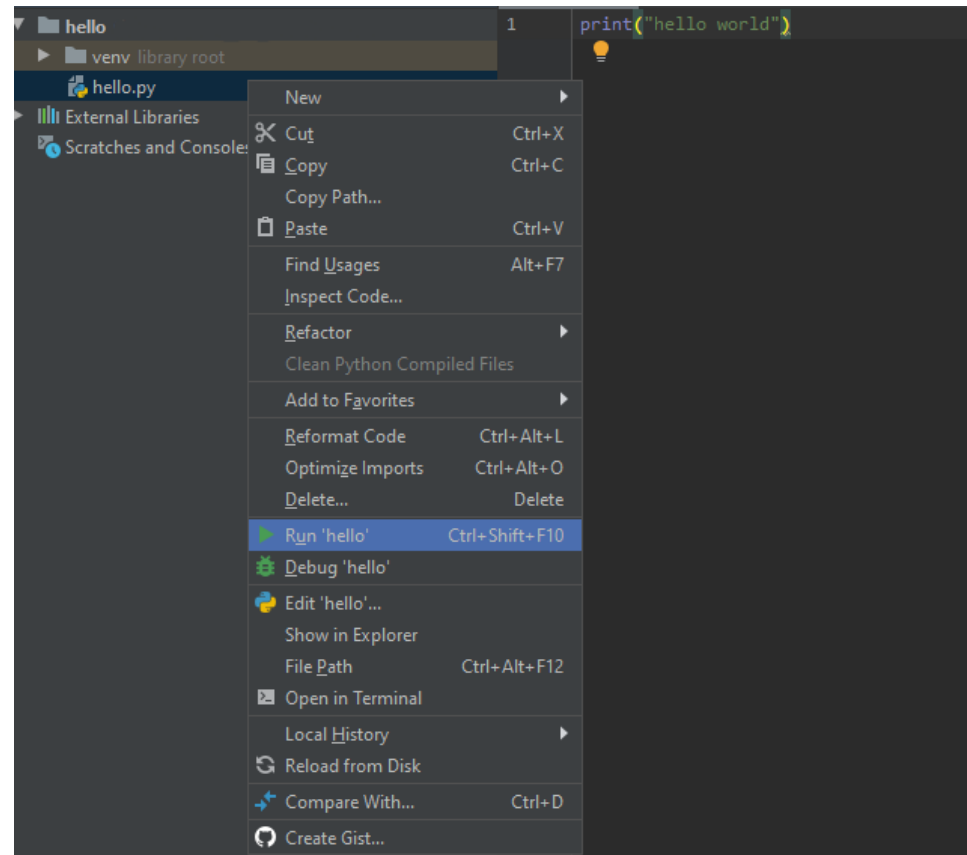 hello
venv library root
hello.py
External Libraries
Scratches and Console
1 print("hello world")
New
Cut Ctrl+X
Copy Ctrl+C
Copy Path...
Paste Ctrl+V
Find Usages Alt+F7
Inspect Code...
Refactor
Clean Python Compiled Files
Add to Favorites
Reformat Code Ctrl+Alt+L
Optimize Imports Ctrl+Alt+O
Delete... Delete
Run 'hello' Ctrl+Shift+F10
Debug 'hello'
Edit 'hello'...
Show in Explorer
File Path Ctrl+Alt+F12
Open in Terminal
Local History
Reload from Disk
Compare With... Ctrl+D
Create Gist...